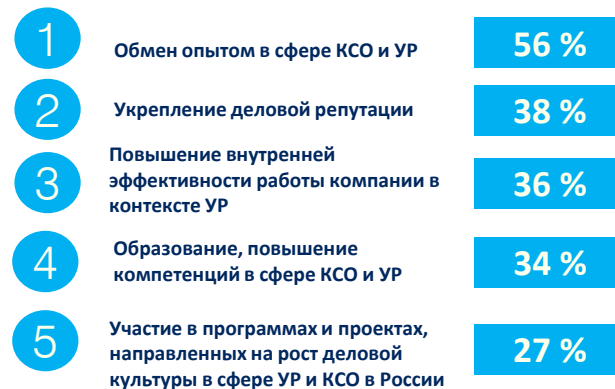 1
Обмен опытом в сфере КСО и УР
56 %
2
Укрепление деловой репутации
38 %
3
Повышение внутренней
эффективности работы компании в
контексте УР
36 %
4
Образование, повышение
компетенций в сфере КСО и УР
34 %
5
Участие в программах и проектах,
направленных на рост деловой
культуры в сфере УР и КСО в России
27 %